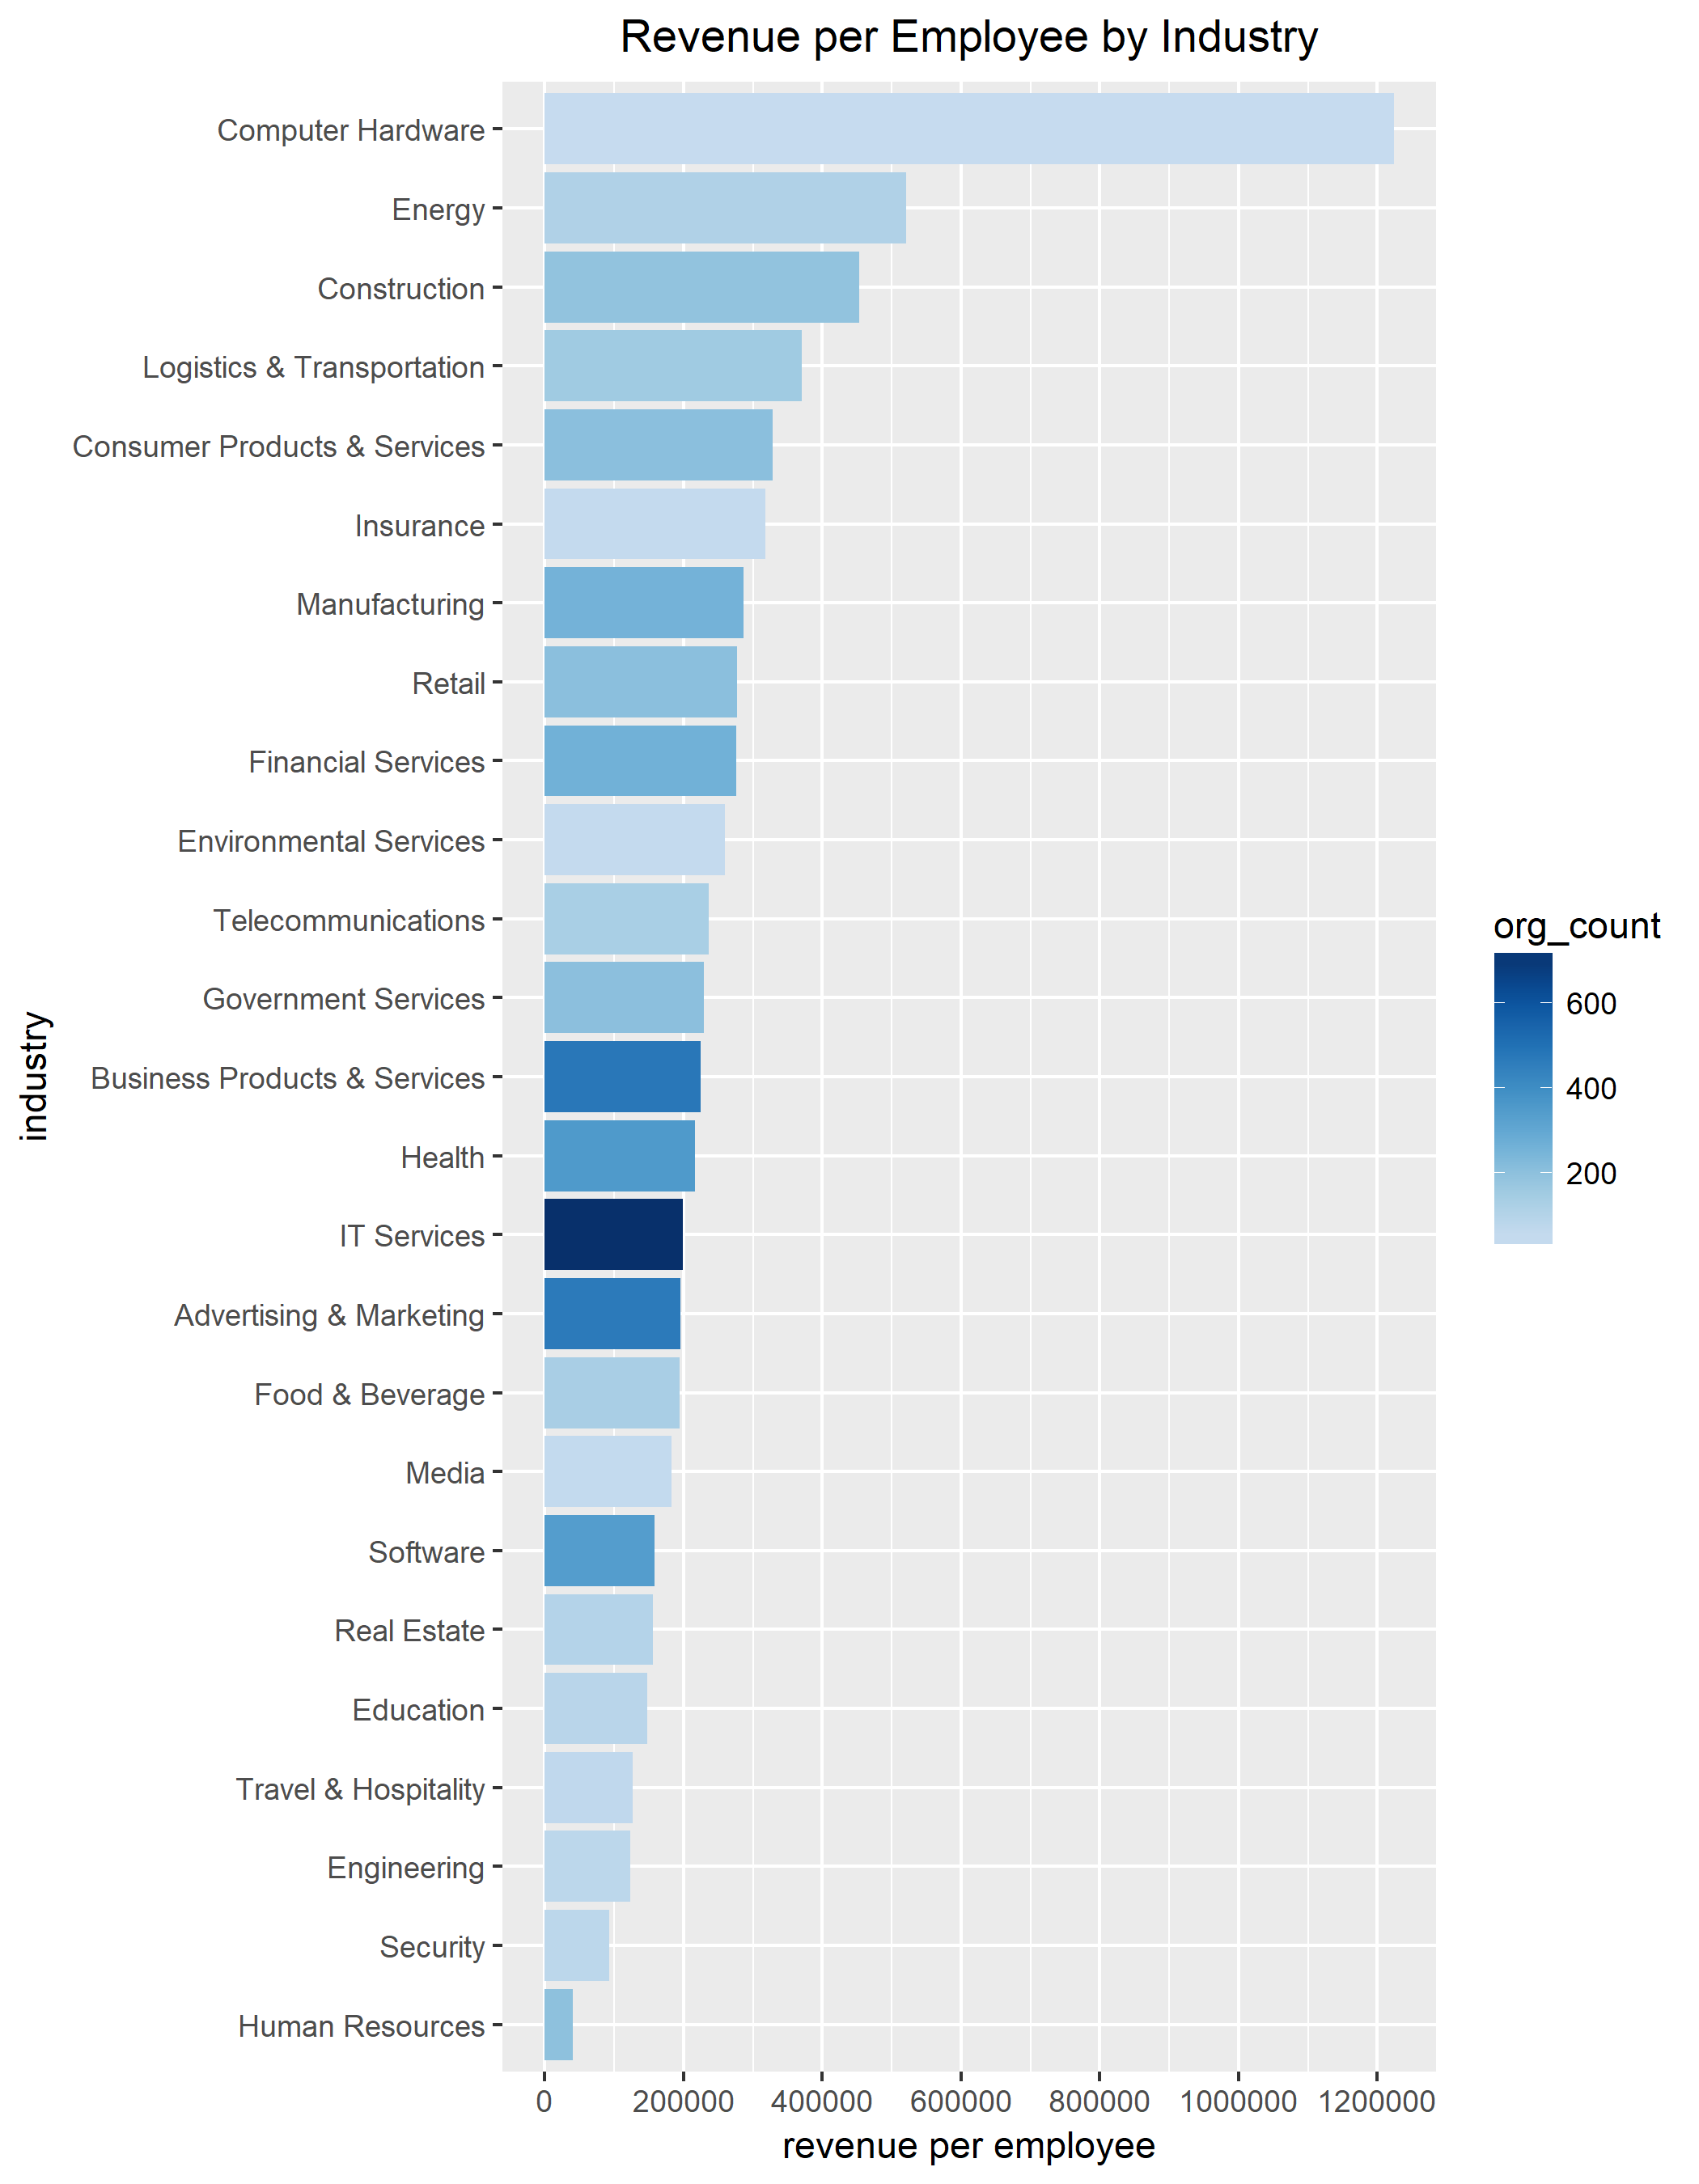 Revenue per Employee by Industry
Computer Hardware
Energy
Construction
Logistics & Transportation
Consumer Products & Services
Insurance
Manufacturing
Retail
Financial Services
Environmental Services
Telecommunications
Government Services
Business Products & Services
Health
IT Services
Advertising & Marketing
Food & Beverage
Media
Software
Real Estate
Education
Travel & Hospitality
Engineering
Security
Human Resources
industry
0 200000 400000 600000 800000 1000000 1200000
revenue per employee
org_count
600
400
200